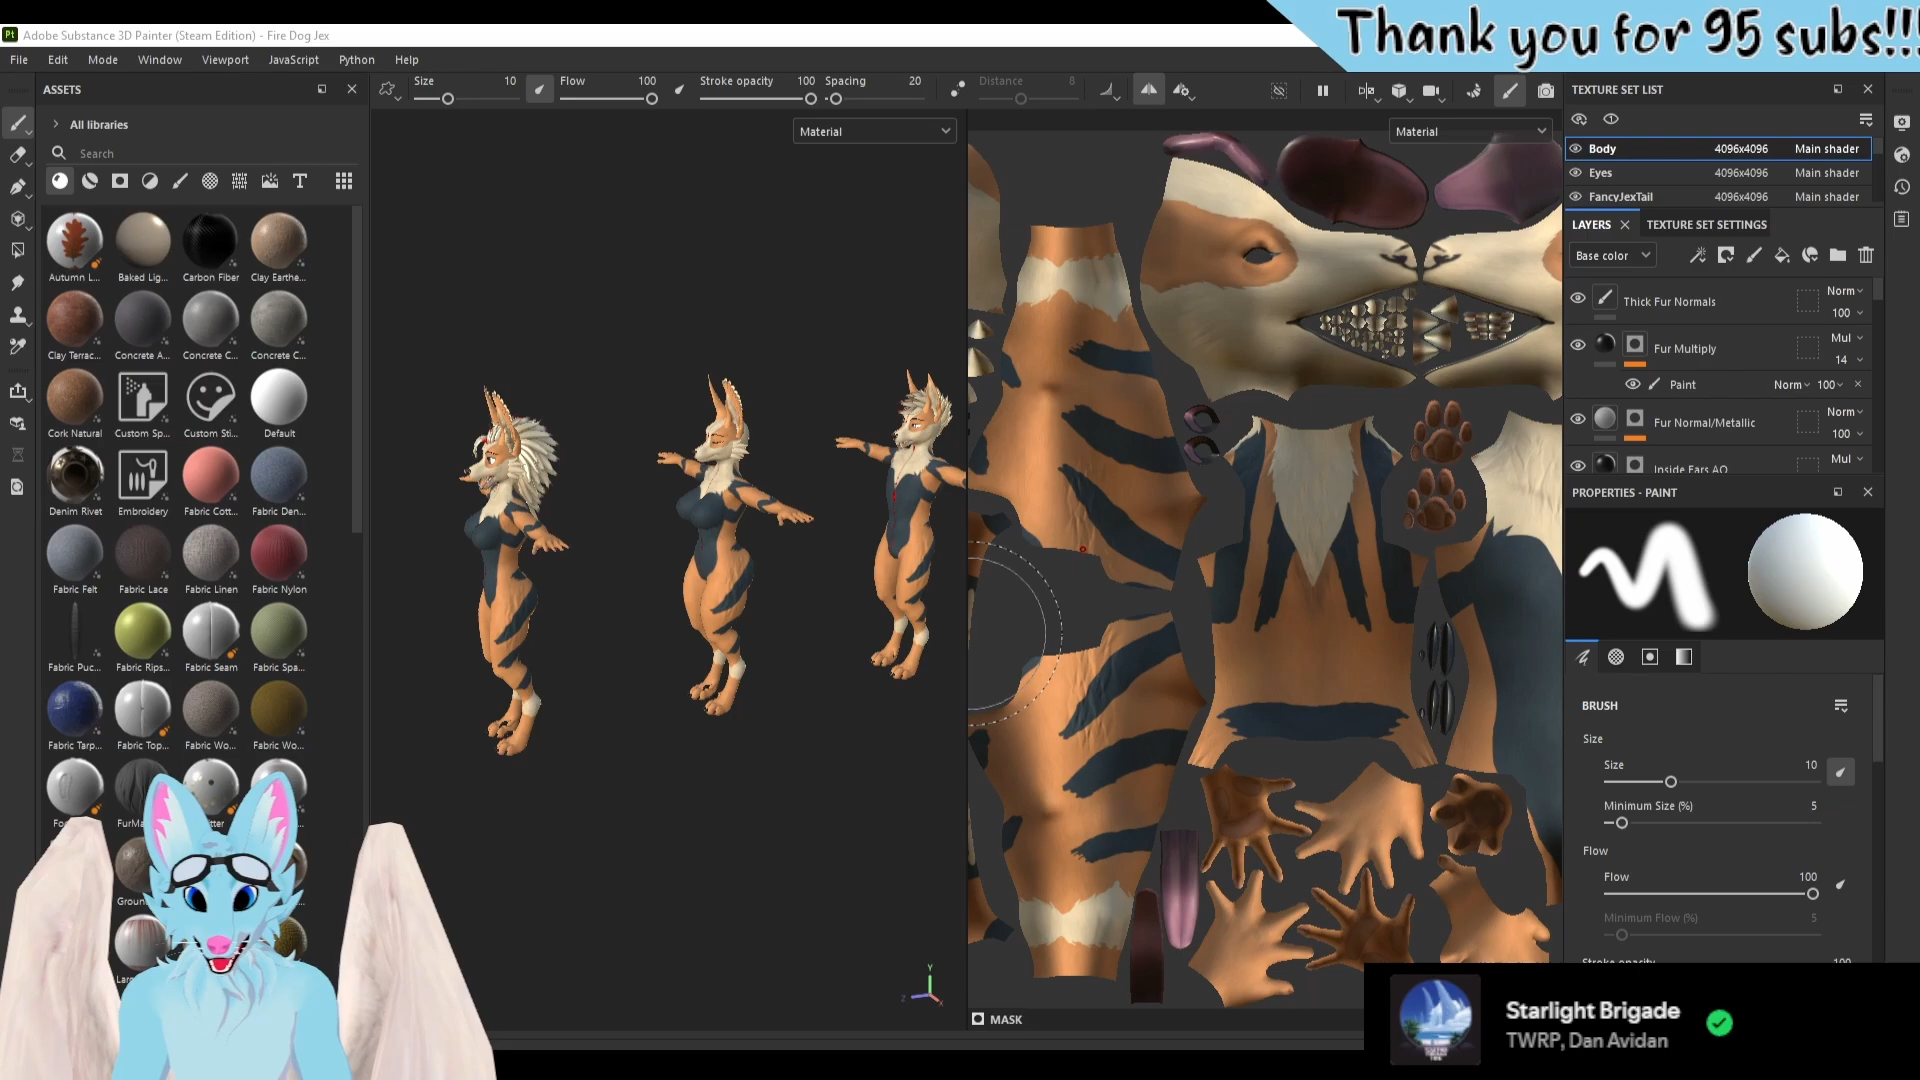 Thank you for 95 subs!!!
Adobe Substance 3D Painter (Steam Edition) - Fire Dog Jex
File Edit Mode Window Viewport JavaScript Python Help
ASSETS
Size 10
Flow 100
Stroke opacity 100
Spacing 20
Distance 8
All libraries
Search
Material
Material
Autumn L...
Baked Lig...
Carbon Fiber
Clay Earthe...
Clay Terrac...
Concrete A...
Concrete C...
Concrete C...
Cork Natural
Custom Sp...
Custom Sti...
Default
Denim Rivet
Embroidery
Fabric Cott...
Fabric Den...
Fabric Felt
Fabric Lace
Fabric Linen
Fabric Nylon
Fabric Puc...
Fabric Rips...
Fabric Seam
Fabric Spa...
Fabric Tarp...
Fabric Top...
Fabric Wo...
Fabric Wo...
Y
Z
X
MASK
TEXTURE SET LIST
Body 4096x4096 Main shader
Eyes 4096x4096 Main shader
FancyJexTail 4096x4096 Main shader
LAYERS TEXTURE SET SETTINGS
Base color
Thick Fur Normals Norm 100
Fur Multiply Mul 14
Paint Norm 100
Fur Normal/Metallic Norm 100
Inside Ears AO Mul
PROPERTIES - PAINT
BRUSH
Size
Size 10
Minimum Size (%) 5
Flow
Flow 100
Minimum Flow (%) 5
Stroke opacity 100
Starlight Brigade
TWRP, Dan Avidan